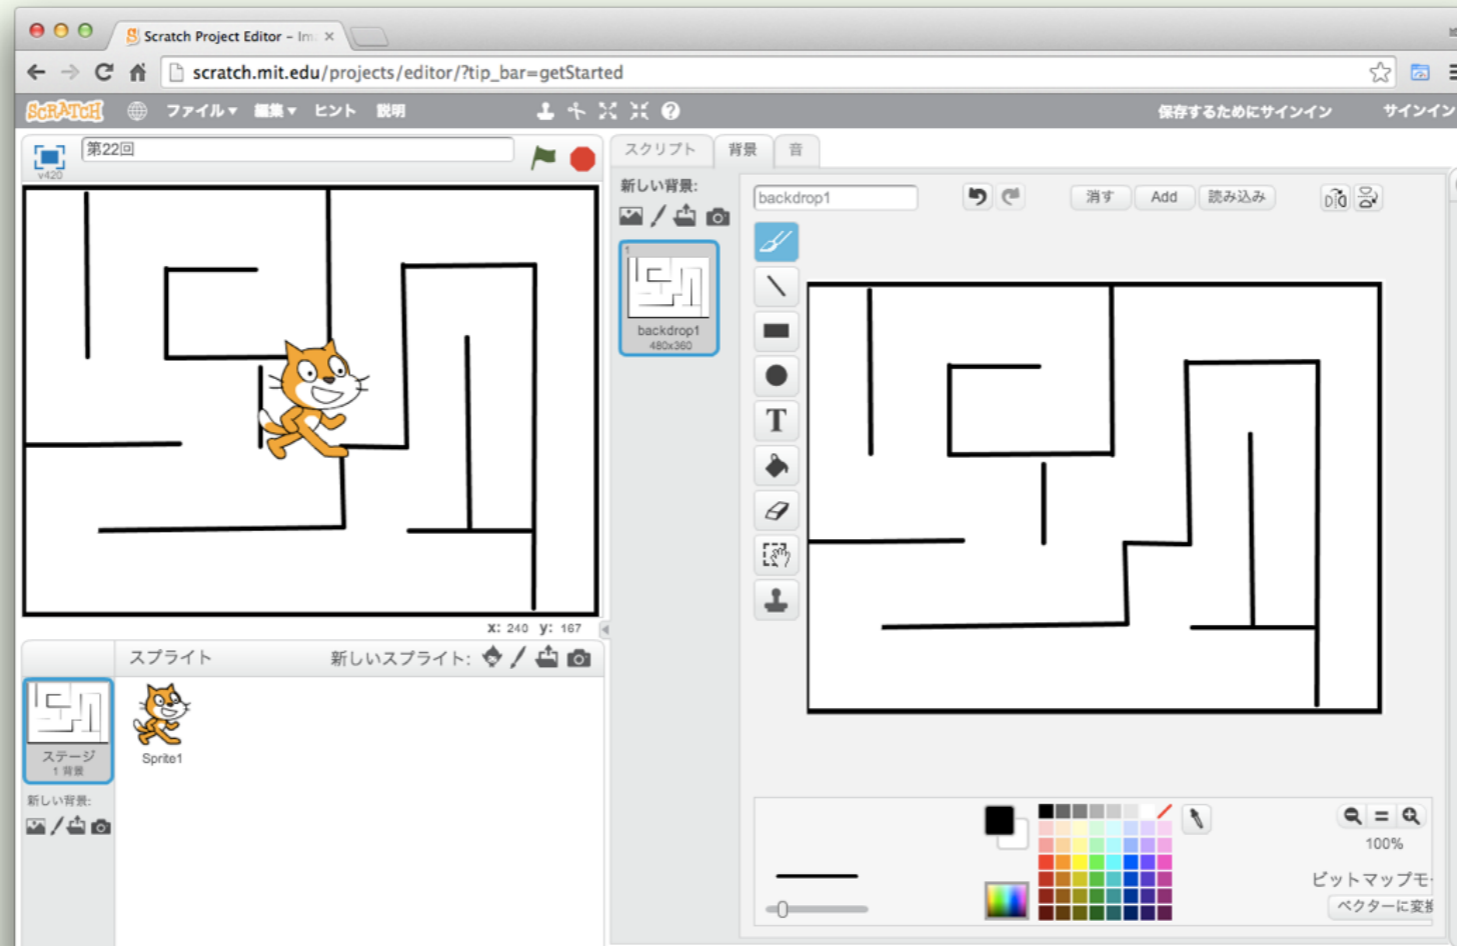 Scratch Project Editor - Im
scratch.mit.edu/projects/editor/?tip_bar=getStarted
SCRATCH ファイル▼ 編集▼ ヒント 説明 保存するためにサインイン サインイン
第22回
v420
スクリプト 背景 音
新しい背景:
backdrop1 消す Add 読み込み
1
backdrop1
480x360
T
x: 240 y: 167
スプライト 新しいスプライト:
ステージ
1 背景
Sprite1
新しい背景:
100%
ビットマップモ
ベクターに変換